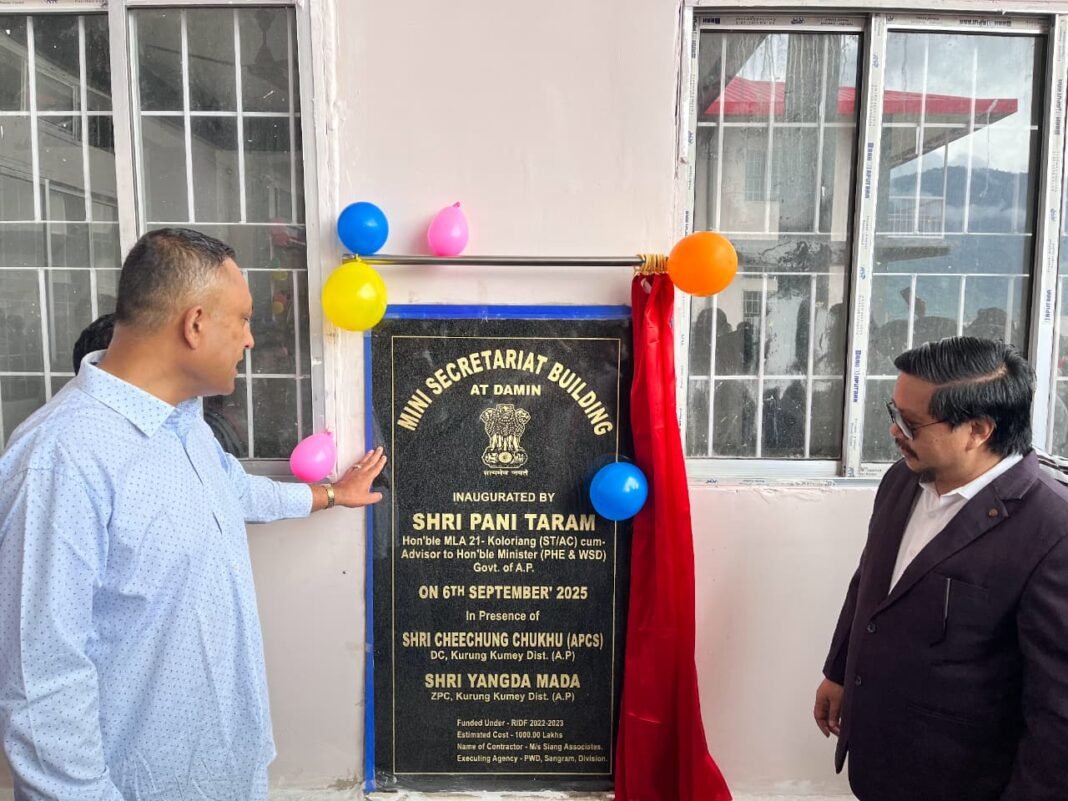 MINI SECRETARIAT BUILDING
AT DAMIN
सत्यमेव जयते
INAUGURATED BY
SHRI PANI TARAM
Hon'ble MLA 21- Koloriang (ST/AC) cum-
Advisor to Hon'ble Minister (PHE & WSD)
Govt. of A.P.
ON 6TH SEPTEMBER' 2025
In Presence of
SHRI CHEECHUNG CHUKHU (APCS)
DC, Kurung Kumey Dist. (A.P)
SHRI YANGDA MADA
ZPC, Kurung Kumey Dist. (A.P)
Funded Under - RIDF 2022-2023
Estimated Cost - 1000.00 Lakhs
Name of Contractor - M/s Siang Associates.
Executing Agency - PWD, Sangram, Division.